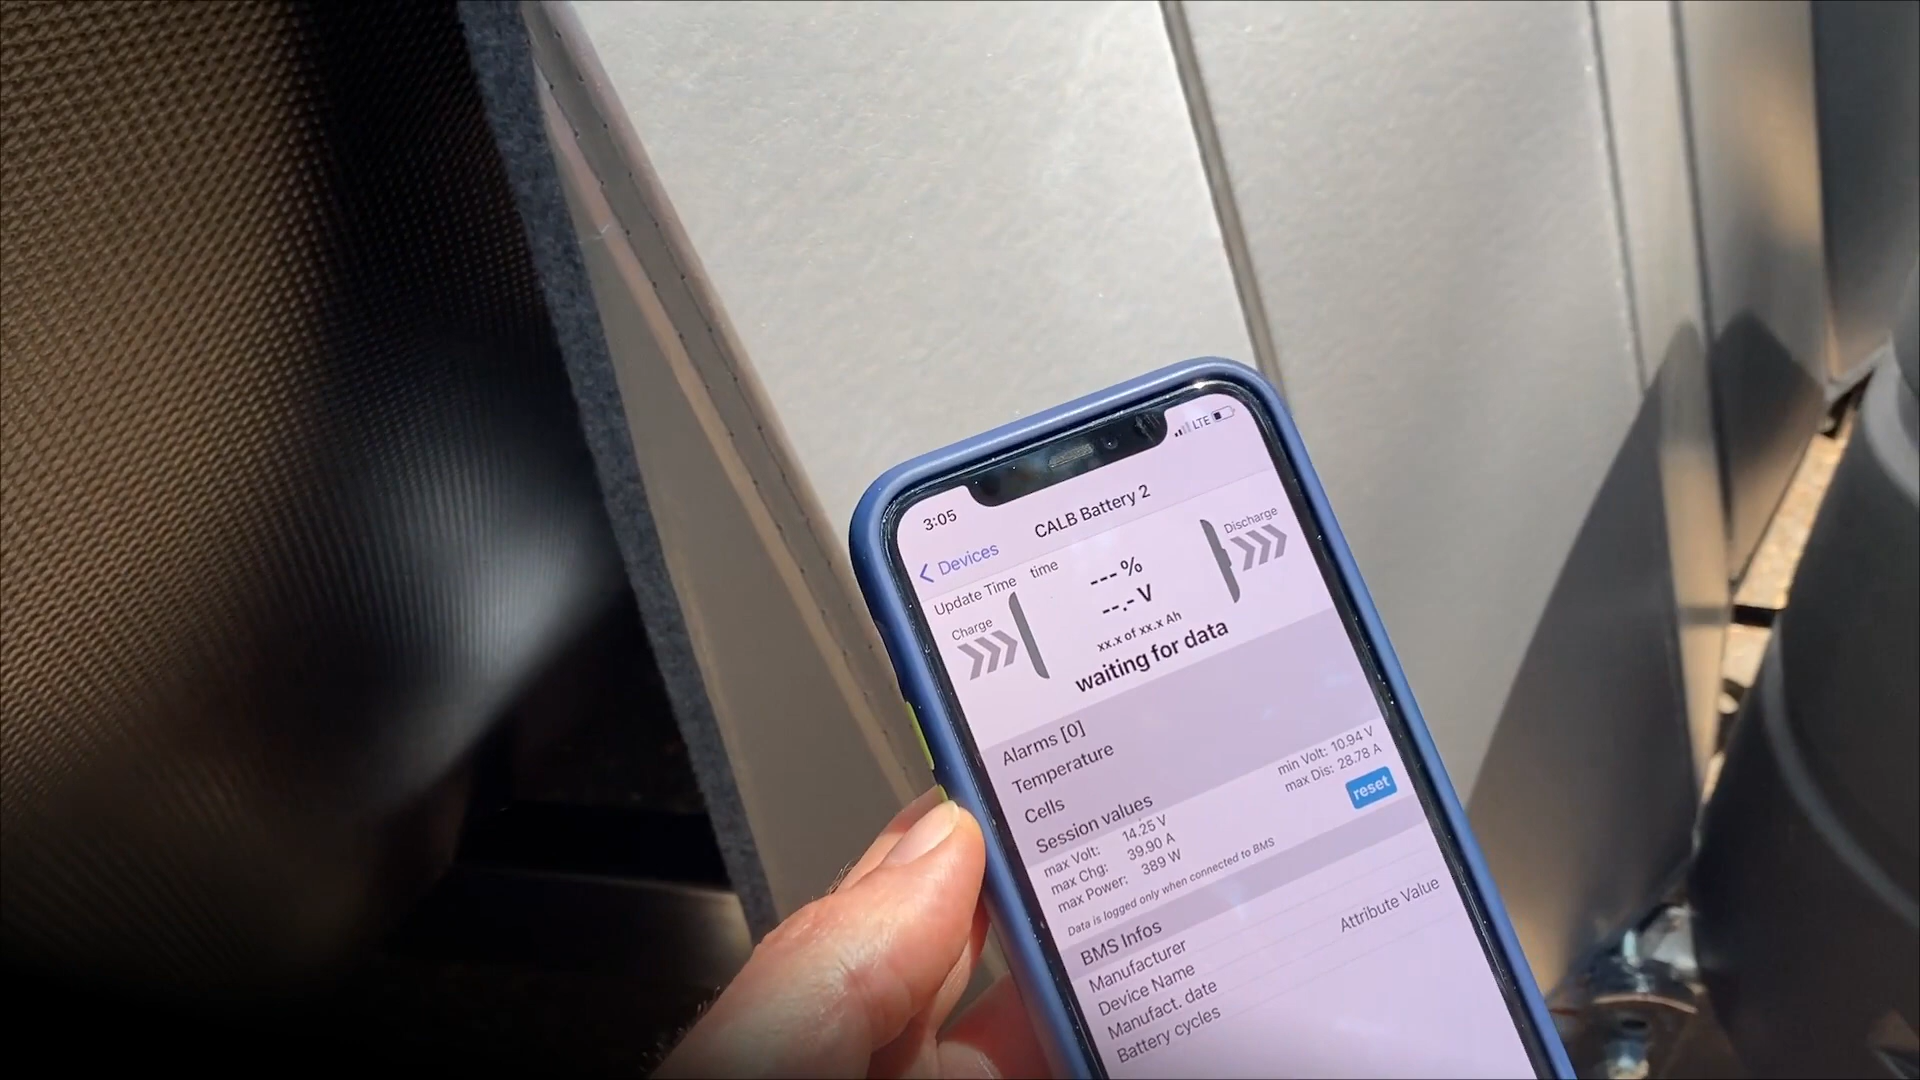 3:05
LTE
Devices
CALB Battery 2
Update Time time
Charge
Discharge
--- %
--.- V
xx.x of xx.x Ah
waiting for data
Alarms [0]
Temperature
Cells
Session values
max Volt: 14.25 V
min Volt: 10.94 V
max Chg: 39.90 A
max Dis: 28.78 A
max Power: 389 W
reset
Data is logged only when connected to BMS
BMS Infos
Manufacturer
Attribute Value
Device Name
Manufact. date
Battery cycles